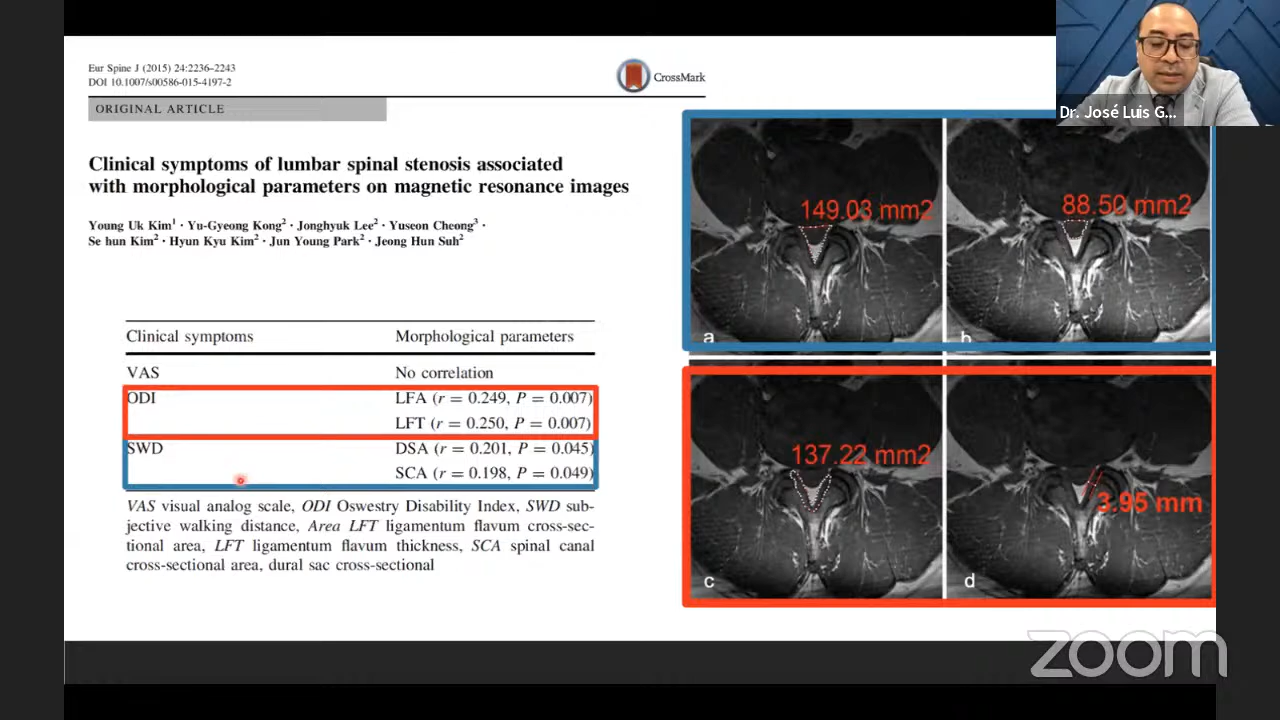 Eur Spine J (2015) 24:2236–2243
DOI 10.1007/s00586-015-4197-2
CrossMark
ORIGINAL ARTICLE
Clinical symptoms of lumbar spinal stenosis associated
with morphological parameters on magnetic resonance images
Young Uk Kim1 · Yu-Gyeong Kong2 · Jonghyuk Lee2 · Yuseon Cheong3 ·
Se hun Kim2 · Hyun Kyu Kim2 · Jun Young Park2 · Jeong Hun Suh2
Clinical symptoms Morphological parameters
VAS No correlation
ODI LFA (r = 0.249, P = 0.007)
LFT (r = 0.250, P = 0.007)
SWD DSA (r = 0.201, P = 0.045)
SCA (r = 0.198, P = 0.049)
VAS visual analog scale, ODI Oswestry Disability Index, SWD sub-
jective walking distance, Area LFT ligamentum flavum cross-sec-
tional area, LFT ligamentum flavum thickness, SCA spinal canal
cross-sectional area, dural sac cross-sectional
149.03 mm2
a
88.50 mm2
b
137.22 mm2
c
3.95 mm
d
Dr. José Luis G...
zoom